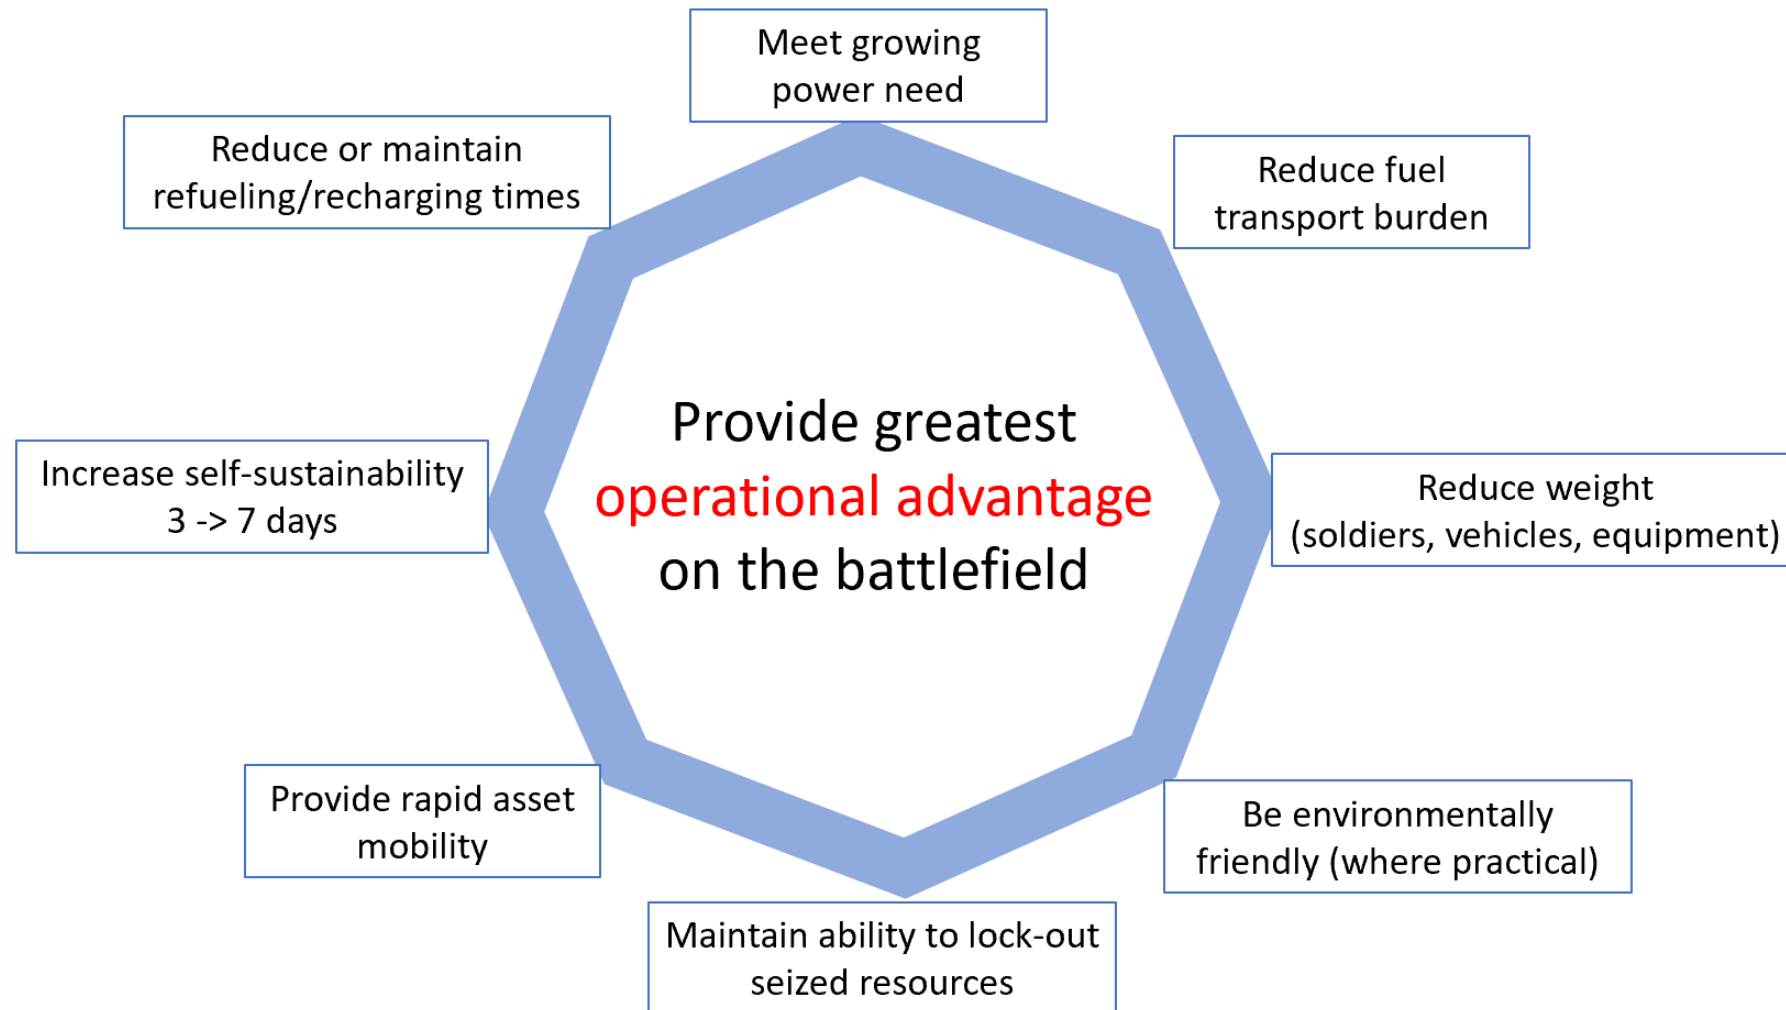 Meet growing
power need
Reduce or maintain
refueling/recharging times
Reduce fuel
transport burden
Provide greatest
operational advantage
on the battlefield
Increase self-sustainability
3 -> 7 days
Reduce weight
(soldiers, vehicles, equipment)
Provide rapid asset
mobility
Be environmentally
friendly (where practical)
Maintain ability to lock-out
seized resources